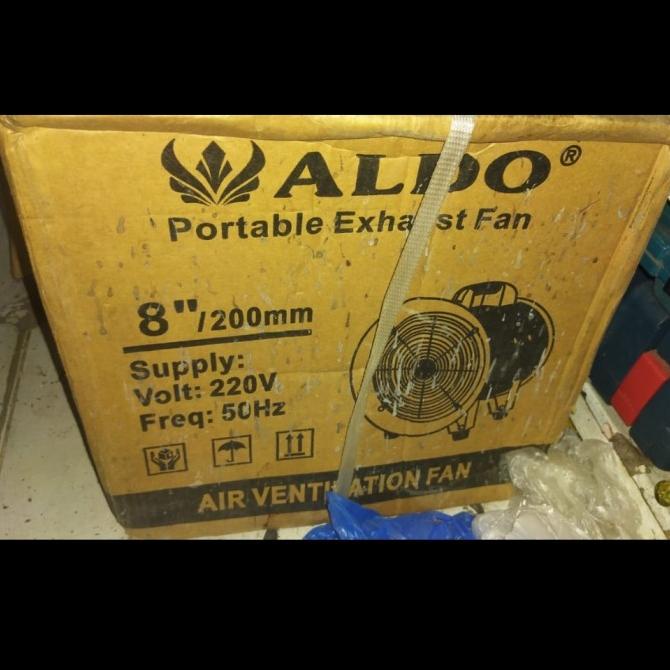 ALDO®
Portable Exhaust Fan
8"/200mm
Supply:
Volt: 220V
Freq: 50Hz
AIR VENTILATION FAN